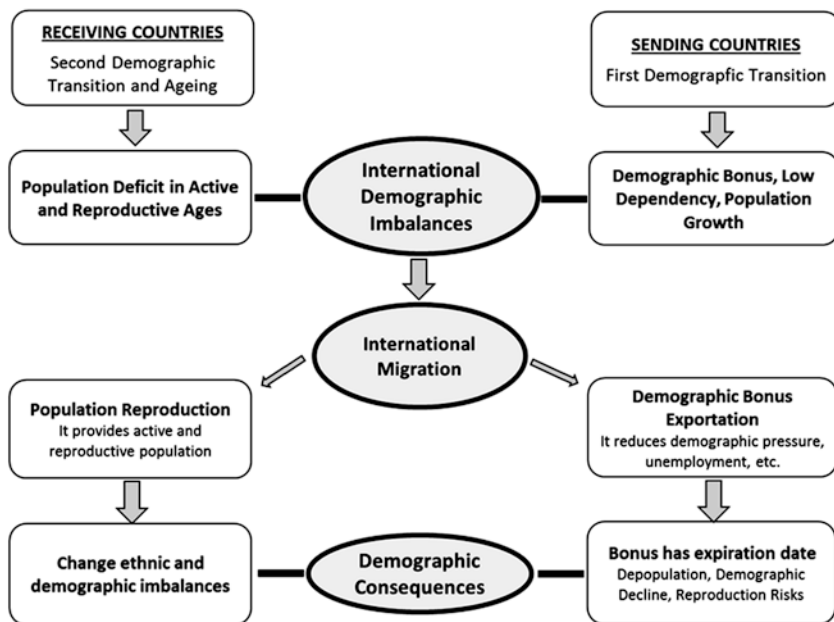 RECEIVING COUNTRIES
Second Demographic
Transition and Ageing
SENDING COUNTRIES
First Demograpfic Transition
Population Deficit in Active
and Reproductive Ages
International
Demographic
Imbalances
Demographic Bonus, Low
Dependency, Population
Growth
International
Migration
Population Reproduction
It provides active and
reproductive population
Demographic Bonus
Exportation
It reduces demographic pressure,
unemployment, etc.
Change ethnic and
demographic imbalances
Demographic
Consequences
Bonus has expiration date
Depopulation, Demographic
Decline, Reproduction Risks